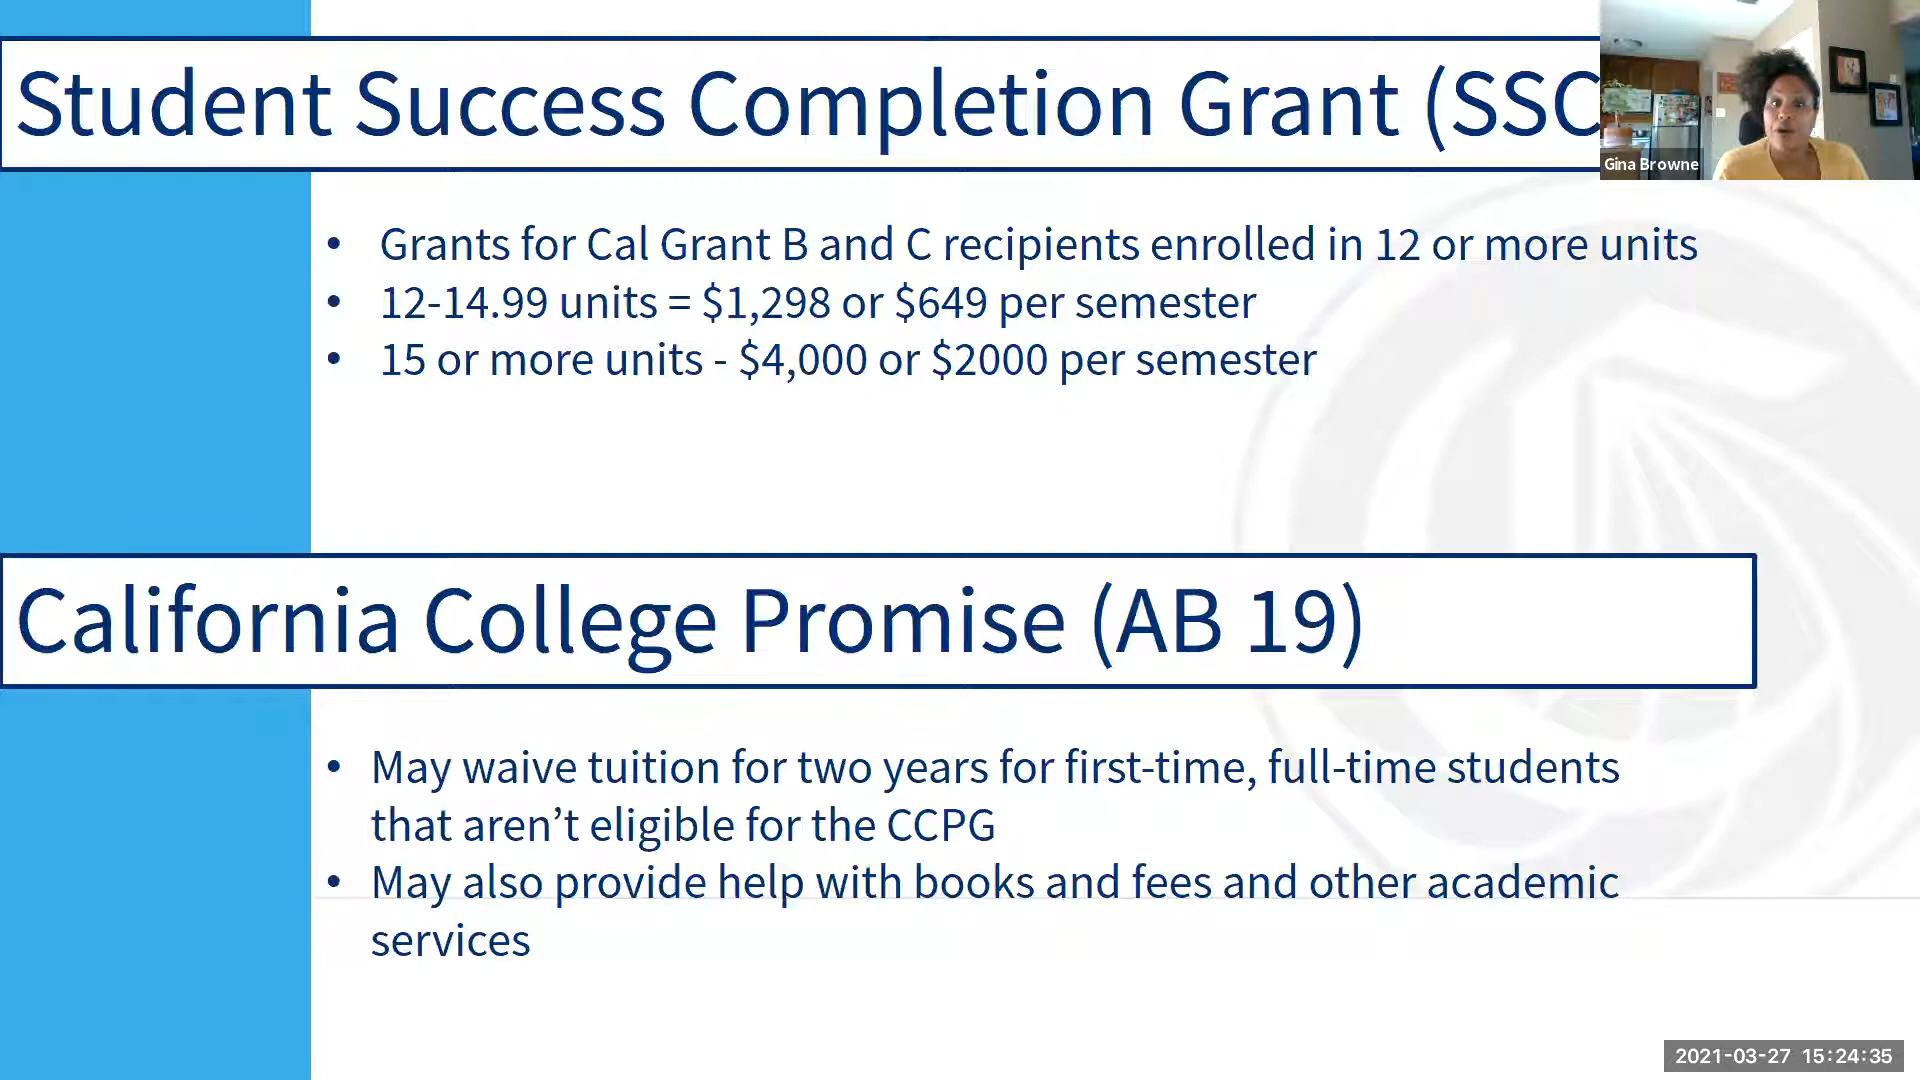 Student Success Completion Grant (SSC
Gina Browne
• Grants for Cal Grant B and C recipients enrolled in 12 or more units
• 12-14.99 units = $1,298 or $649 per semester
• 15 or more units - $4,000 or $2000 per semester
California College Promise (AB 19)
• May waive tuition for two years for first-time, full-time students
that aren’t eligible for the CCPG
• May also provide help with books and fees and other academic
services
2021-03-27 15:24:35